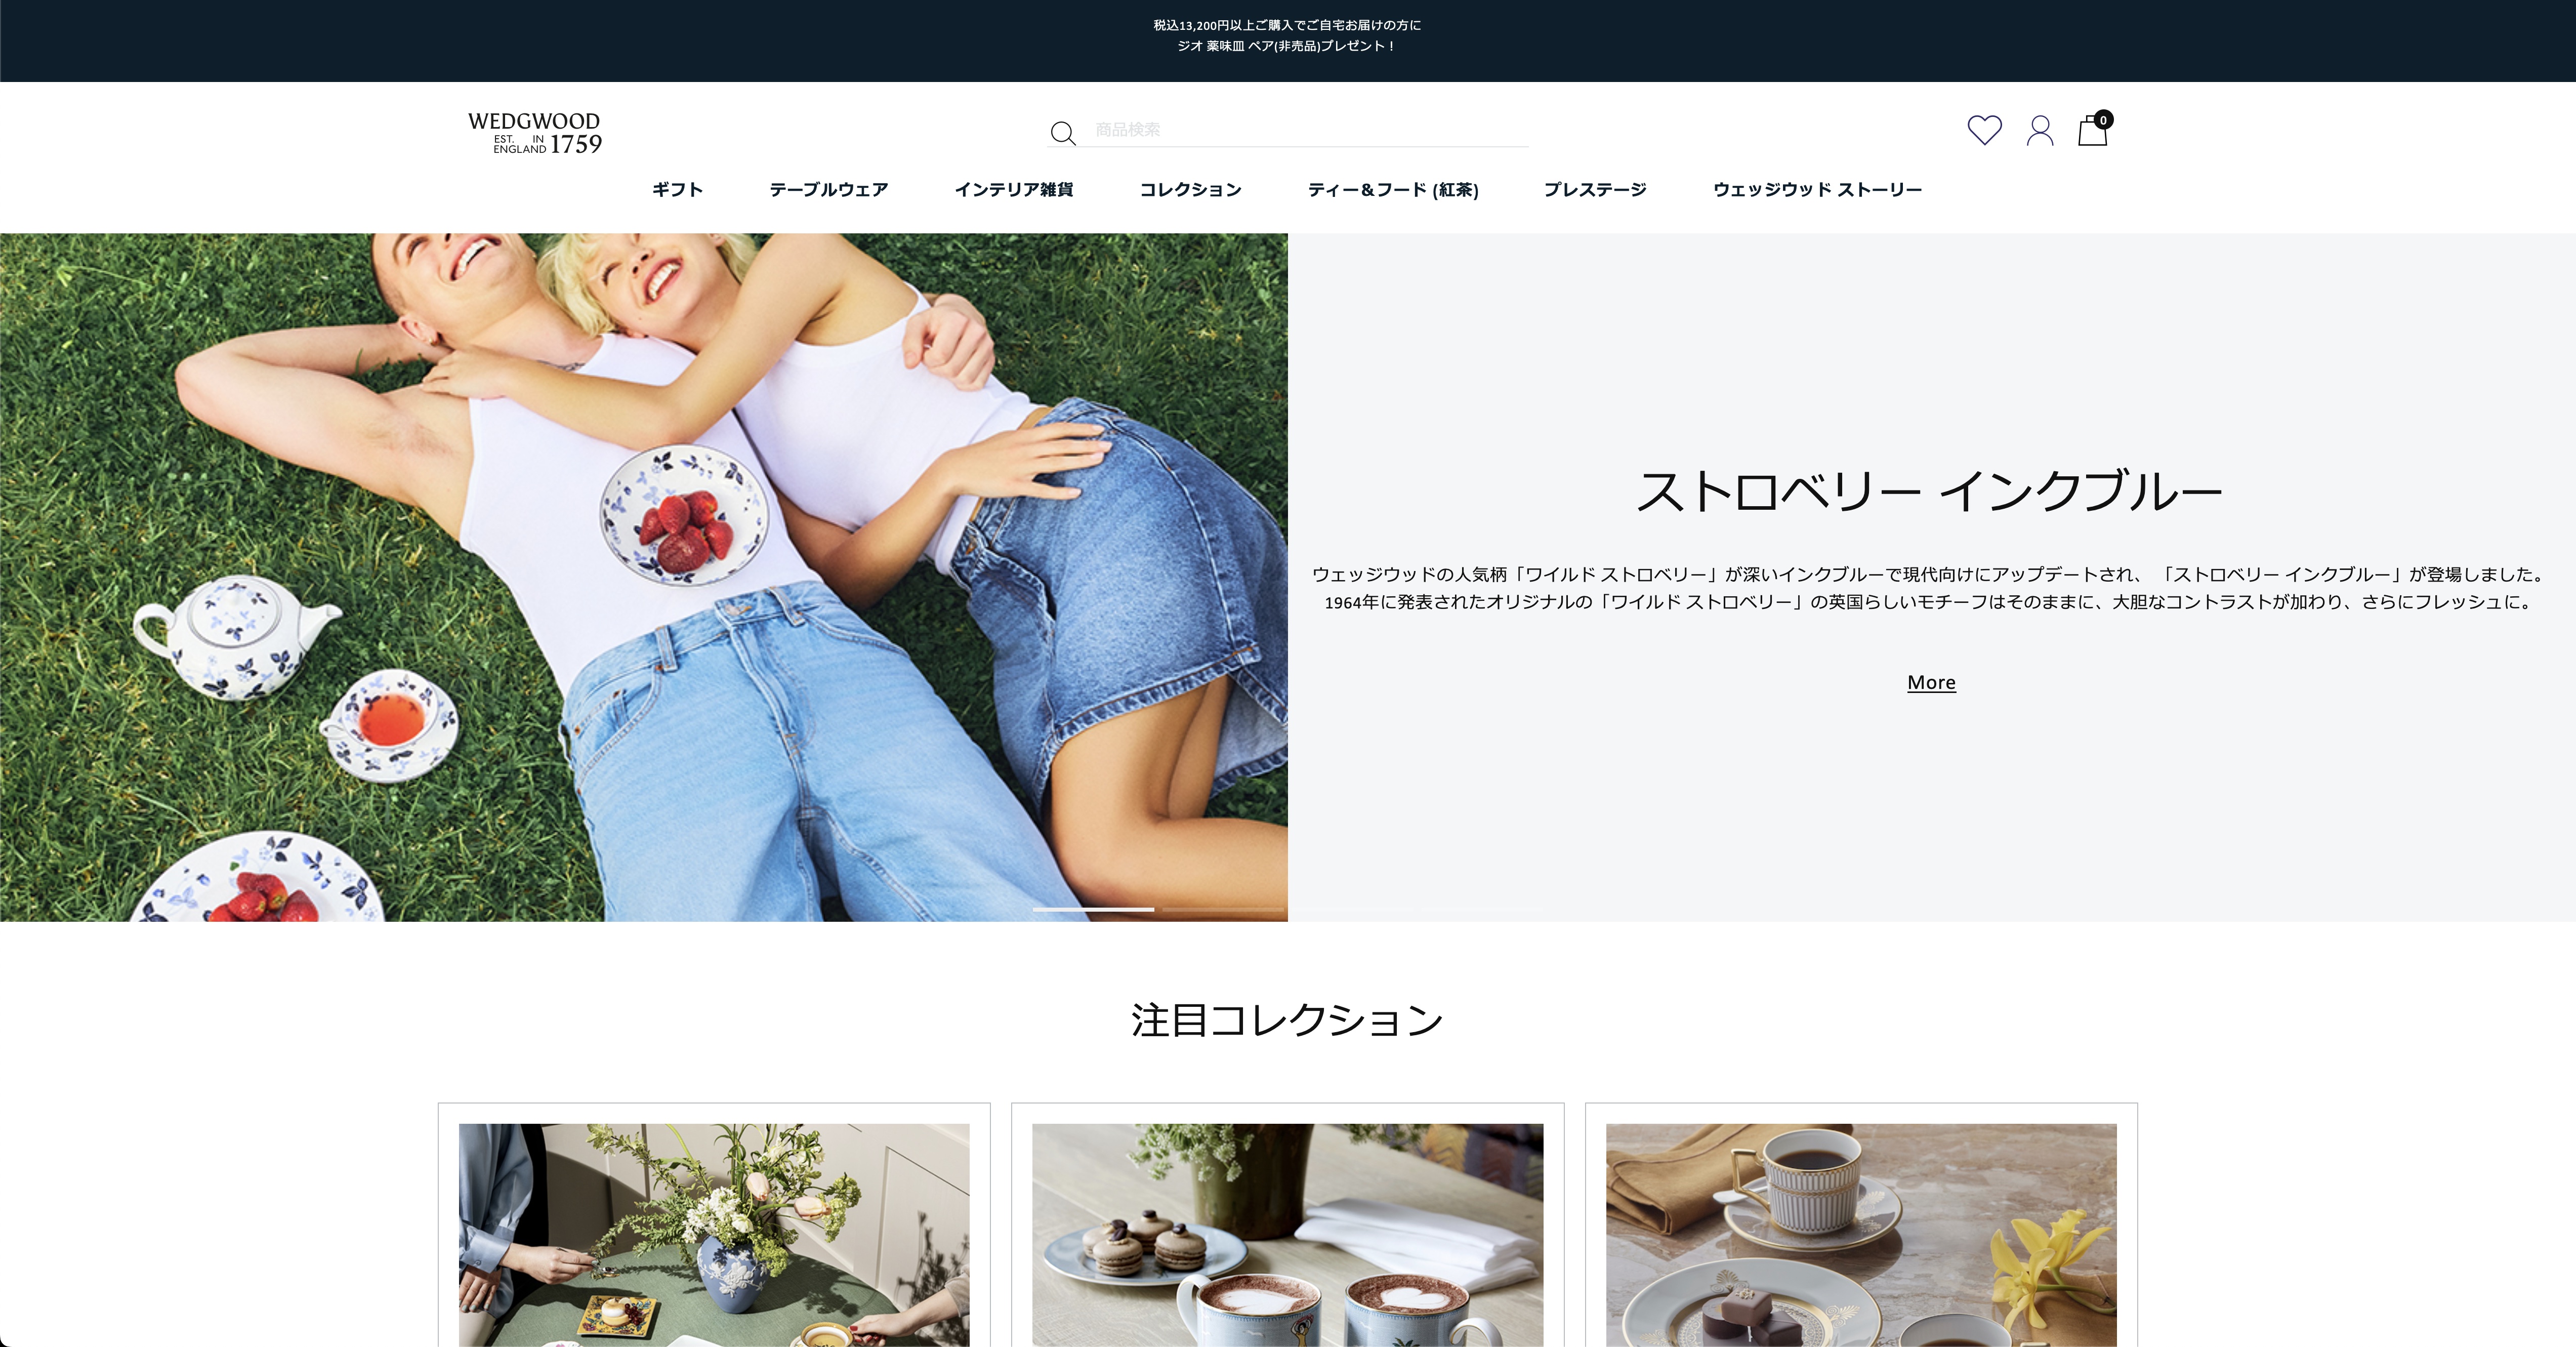 税込13,200円以上ご購入でご自宅お届けの方に
ジオ 薬味皿 ペア(非売品)プレゼント！
WEDGWOOD
EST. IN
ENGLAND 1759
商品検索
0
ギフト
テーブルウェア
インテリア雑貨
コレクション
ティー＆フード (紅茶)
プレステージ
ウェッジウッド ストーリー
ストロベリー インクブルー
ウェッジウッドの人気柄「ワイルド ストロベリー」が深いインクブルーで現代向けにアップデートされ、 「ストロベリー インクブルー」が登場しました。
1964年に発表されたオリジナルの「ワイルド ストロベリー」の英国らしいモチーフはそのままに、大胆なコントラストが加わり、さらにフレッシュに。
More
注目コレクション